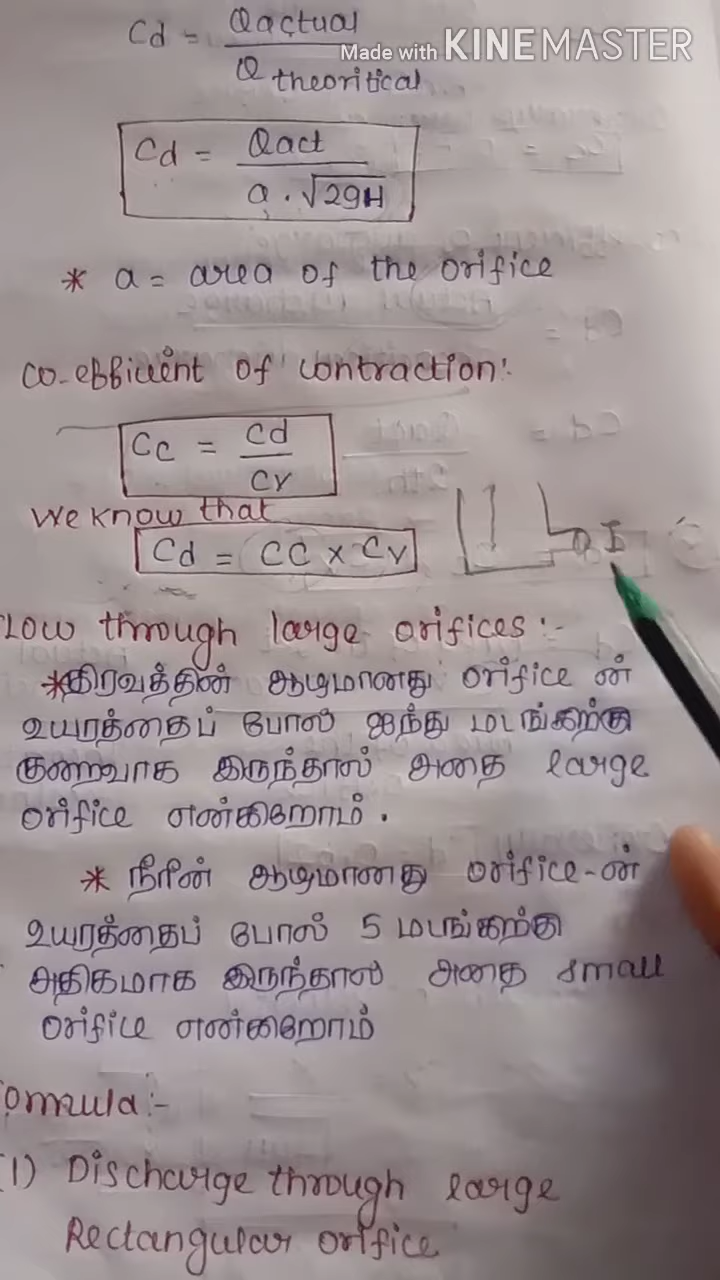 Cd = Qactual
Made with KINEMASTER
Q theoritical
Cd = Qact
a . √2gH
* a = area of the orifice
co-efficient of contraction:
Cc = Cd
Cv
We know that
Cd = CC x Cv
Low through large orifices :-
*திரவத்தின் ஆழமானது orifice ன்
உயரத்தைப் போல் ஐந்து மடங்கிற்கு
குறைவாக இருந்தால் அதை large
orifice என்கிறோம் .
* நீரின் ஆழமானது orifice-ன்
உயரத்தைப் போல் 5 மடங்கிற்கு
அதிகமாக இருந்தால் அதை small
orifice என்கிறோம்
ormula :-
1) Discharge through large
Rectangular orifice